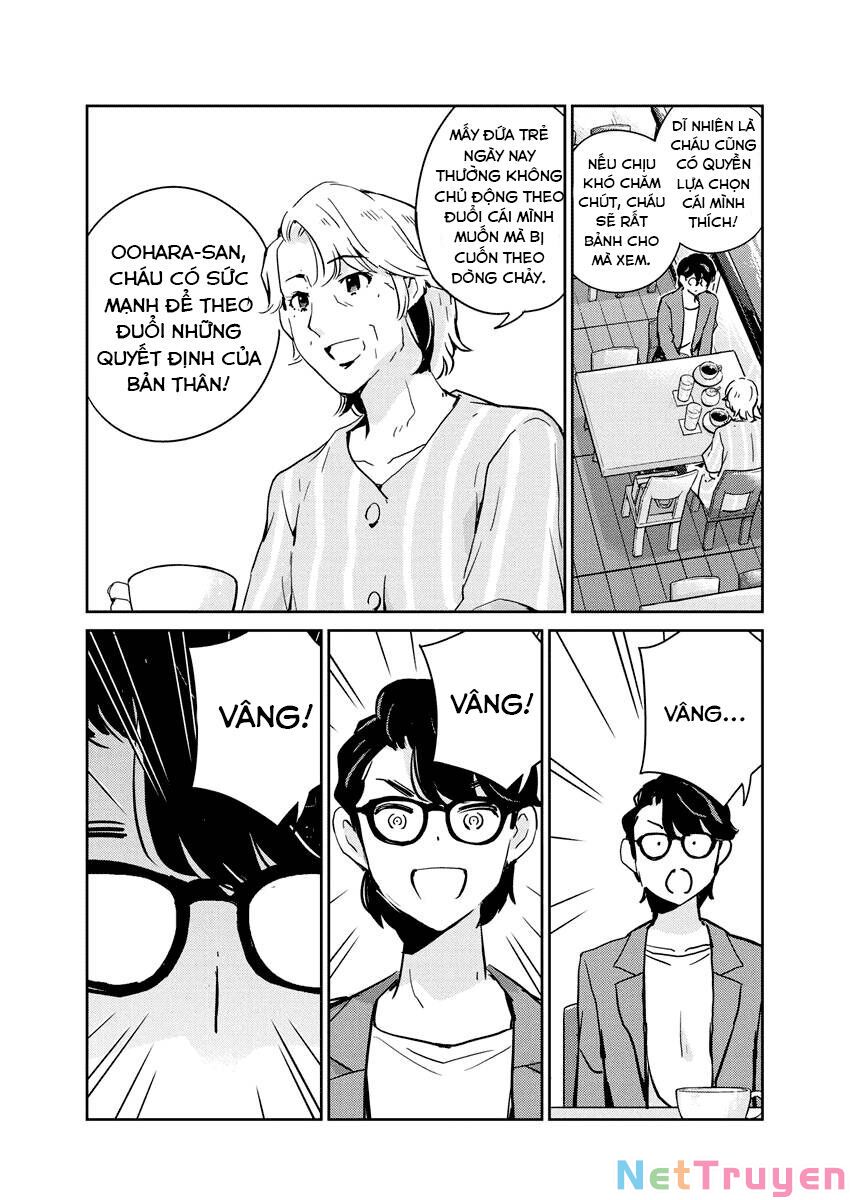 DĨ NHIÊN LÀ
CHÁU CŨNG
CÓ QUYỀN
LỰA CHỌN
CÁI MÌNH
THÍCH!
NẾU CHỊU
KHÓ CHĂM
CHÚT, CHÁU
SẼ RẤT
BẢNH CHO
MÀ XEM.
MẤY ĐỨA TRẺ
NGÀY NAY
THƯỜNG KHÔNG
CHỦ ĐỘNG THEO
ĐUỔI CÁI MÌNH
MUỐN MÀ BỊ
CUỐN THEO
DÒNG CHẢY.
OOHARA-SAN,
CHÁU CÓ SỨC
MẠNH ĐỂ THEO
ĐUỔI NHỮNG
QUYẾT ĐỊNH CỦA
BẢN THÂN!
VÂNG...
VÂNG!
VÂNG!
NetTruyen